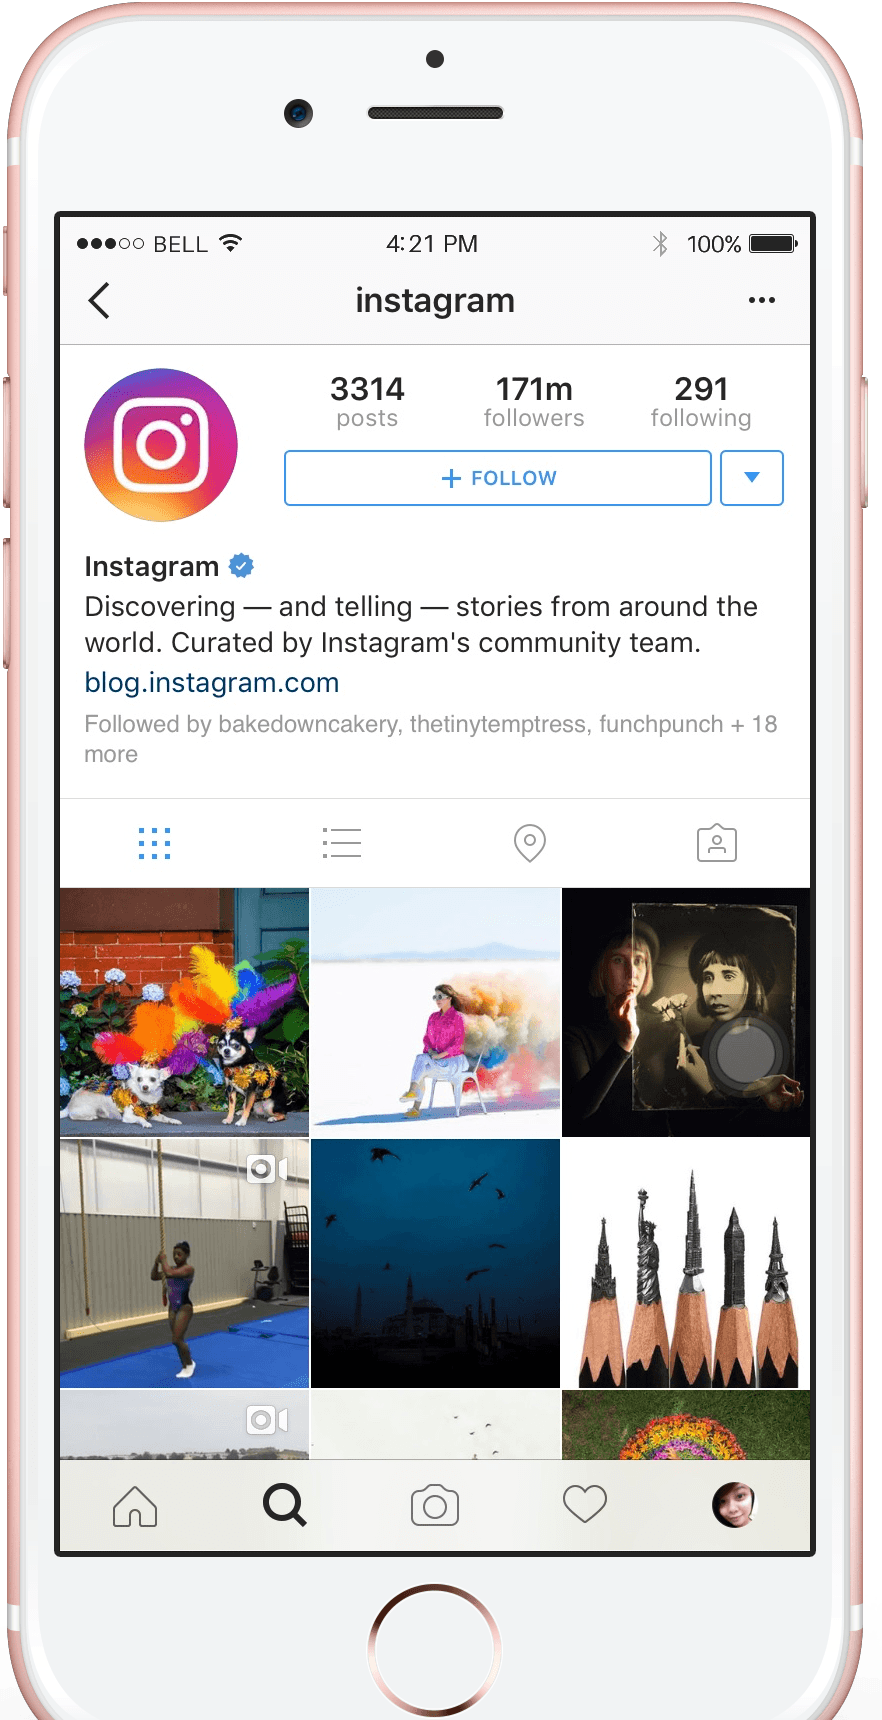 BELL 4:21 PM 100%
instagram
3314 171m 291
posts followers following
+ FOLLOW
Instagram
Discovering — and telling — stories from around the
world. Curated by Instagram's community team.
blog.instagram.com
Followed by bakedowncakery, thetinytemptress, funchpunch + 18
more